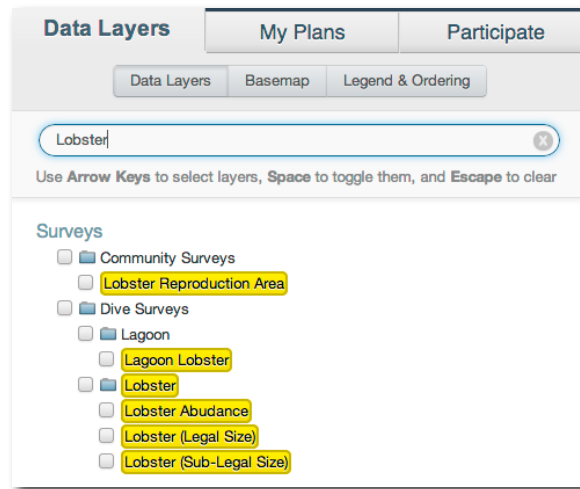 Data Layers My Plans Participate
Data Layers Basemap Legend & Ordering
Lobster
Use Arrow Keys to select layers, Space to toggle them, and Escape to clear
Surveys
Community Surveys
Lobster Reproduction Area
Dive Surveys
Lagoon
Lagoon Lobster
Lobster
Lobster Abudance
Lobster (Legal Size)
Lobster (Sub-Legal Size)